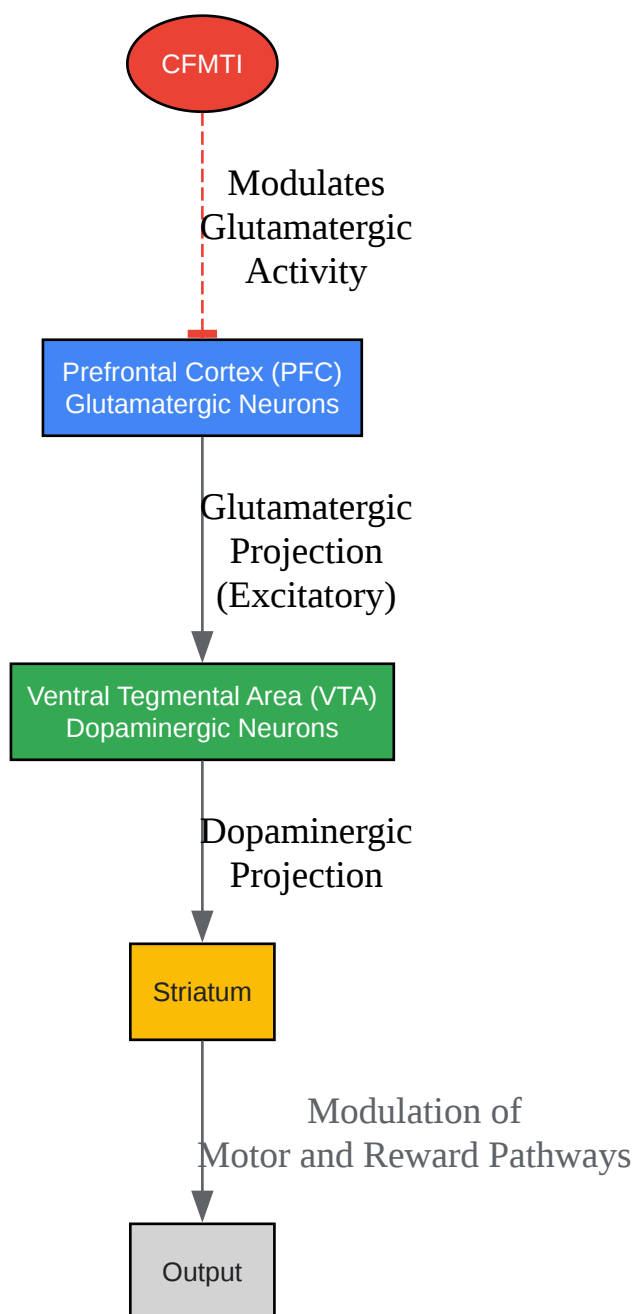 CFMTI
Modulates
Glutamatergic
Activity
Prefrontal Cortex (PFC)
Glutamatergic Neurons
Glutamatergic
Projection
(Excitatory)
Ventral Tegmental Area (VTA)
Dopaminergic Neurons
Dopaminergic
Projection
Striatum
Modulation of
Motor and Reward Pathways
Output